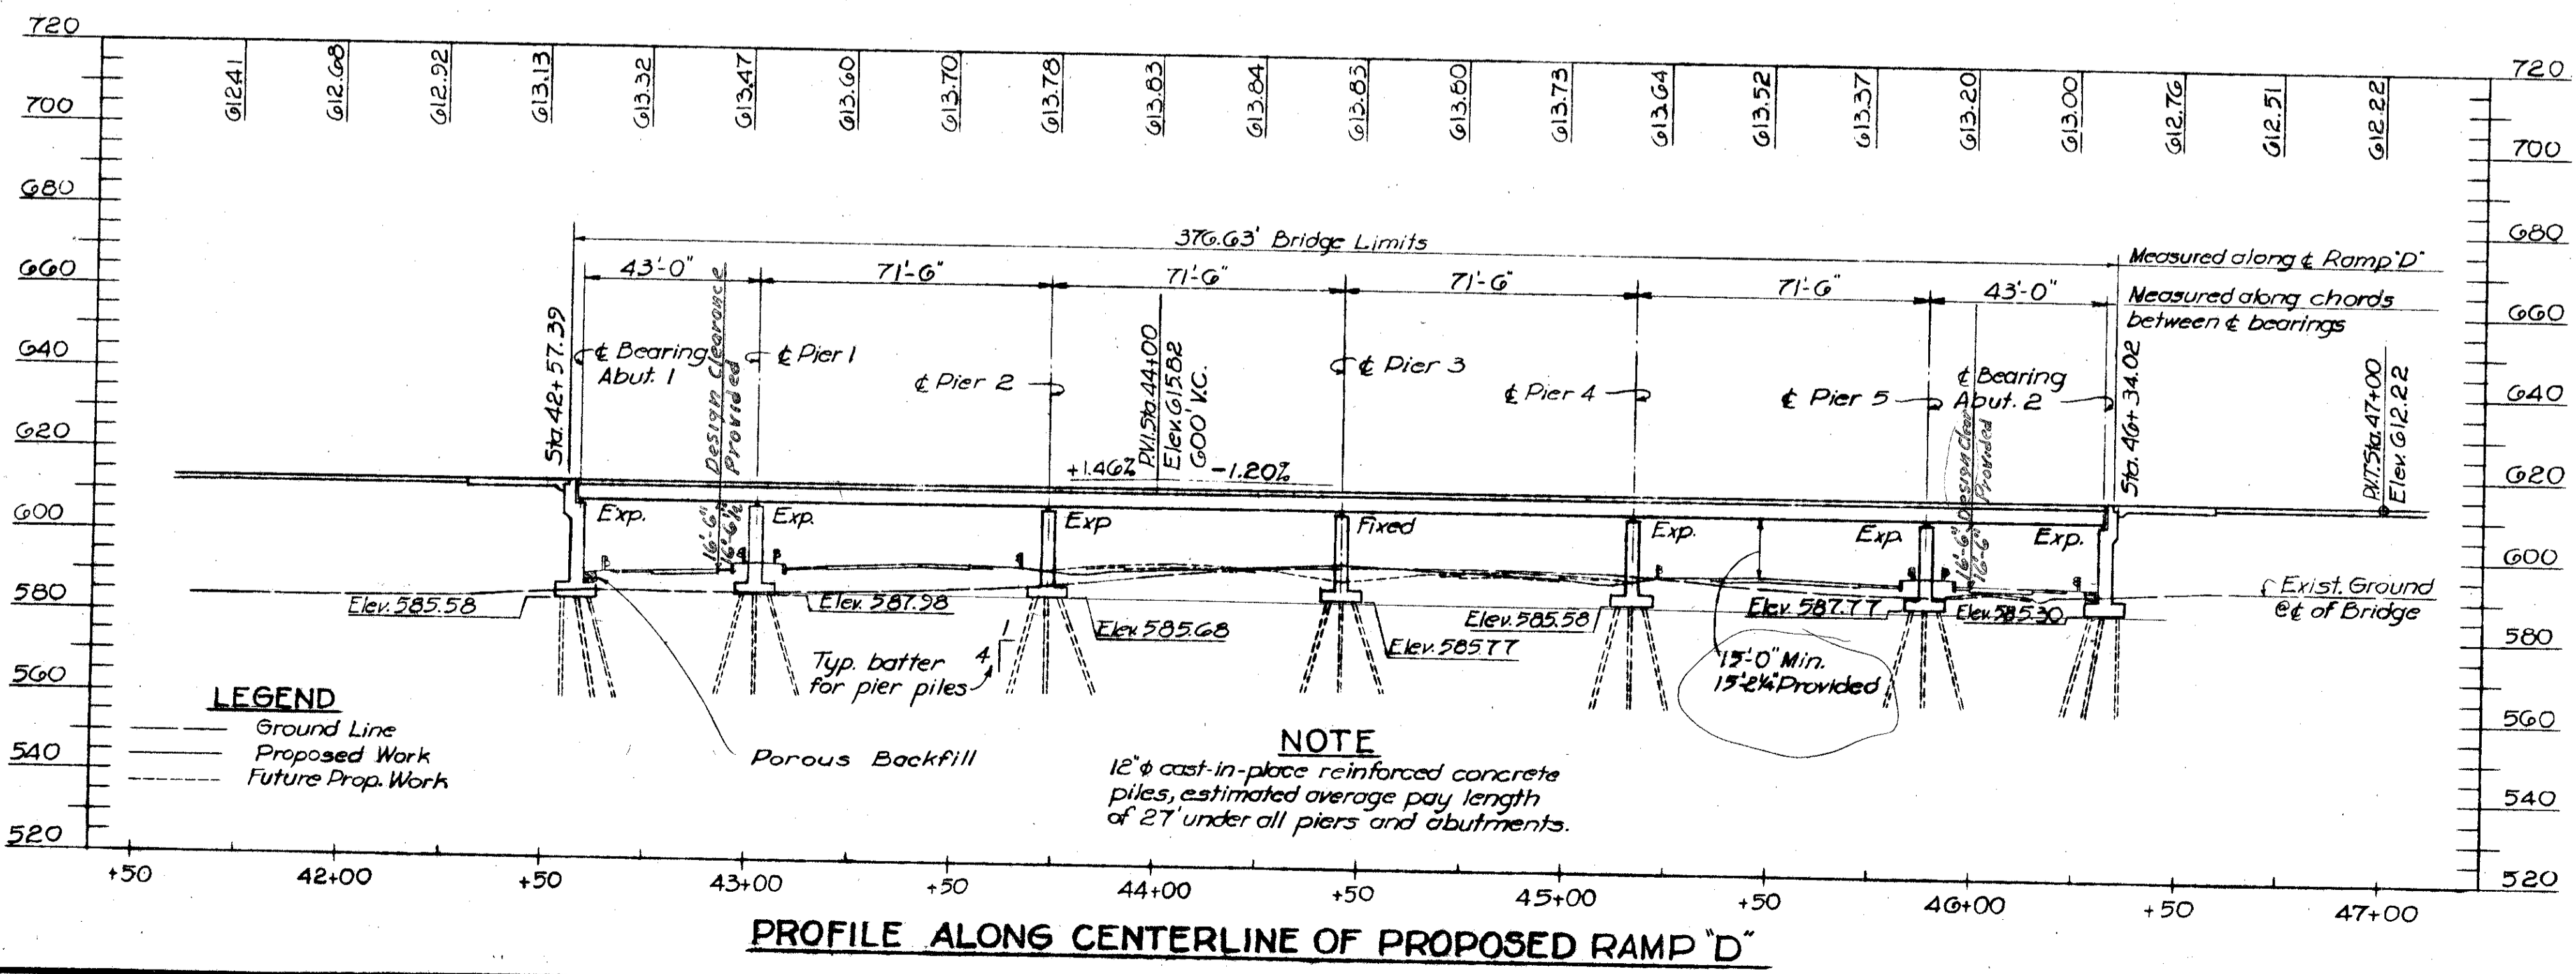 720
612.41
612.68
612.92
613.13
613.32
613.47
613.60
613.70
613.78
613.83
613.84
613.83
613.80
613.73
613.64
613.52
613.37
613.20
613.00
612.76
612.51
612.22
720
700
700
680
680
376.63' Bridge Limits
Measured along ℄ Ramp "D"
660
43'-0"
71'-6"
71'-6"
71'-6"
71'-6"
43'-0"
Measured along chords
between ℄ bearings
660
Sta. 42+57.39
℄ Bearing
Abut. 1
16'-6" Design Clearance
16'-6½" Provided
℄ Pier 1
℄ Pier 2
P.V.I. Sta. 44+00
Elev. 615.82
600' V.C.
℄ Pier 3
℄ Pier 4
℄ Pier 5
℄ Bearing
Abut. 2
16'-6" Design Clear
16'-6" Provided
Sta. 46+34.02
P.V.T. Sta. 47+00
Elev. 612.22
640
640
620
+1.46%
-1.20%
620
600
Exp.
Exp.
Exp
Fixed
Exp.
Exp.
Exp.
600
580
Elev. 585.58
Elev. 587.98
Elev. 585.68
Elev. 585.77
Elev. 585.58
Elev. 587.77
Elev. 585.30
Exist. Ground
@ ℄ of Bridge
580
1
4
Typ. batter
for pier piles
15'-0" Min.
15'-2¼" Provided
560
560
LEGEND
Ground Line
Proposed Work
Future Prop. Work
Porous Backfill
NOTE
12"φ cast-in-place reinforced concrete
piles, estimated average pay length
of 27' under all piers and abutments.
540
540
520
520
+50
42+00
+50
43+00
+50
44+00
+50
45+00
+50
46+00
+50
47+00
PROFILE ALONG CENTERLINE OF PROPOSED RAMP "D"